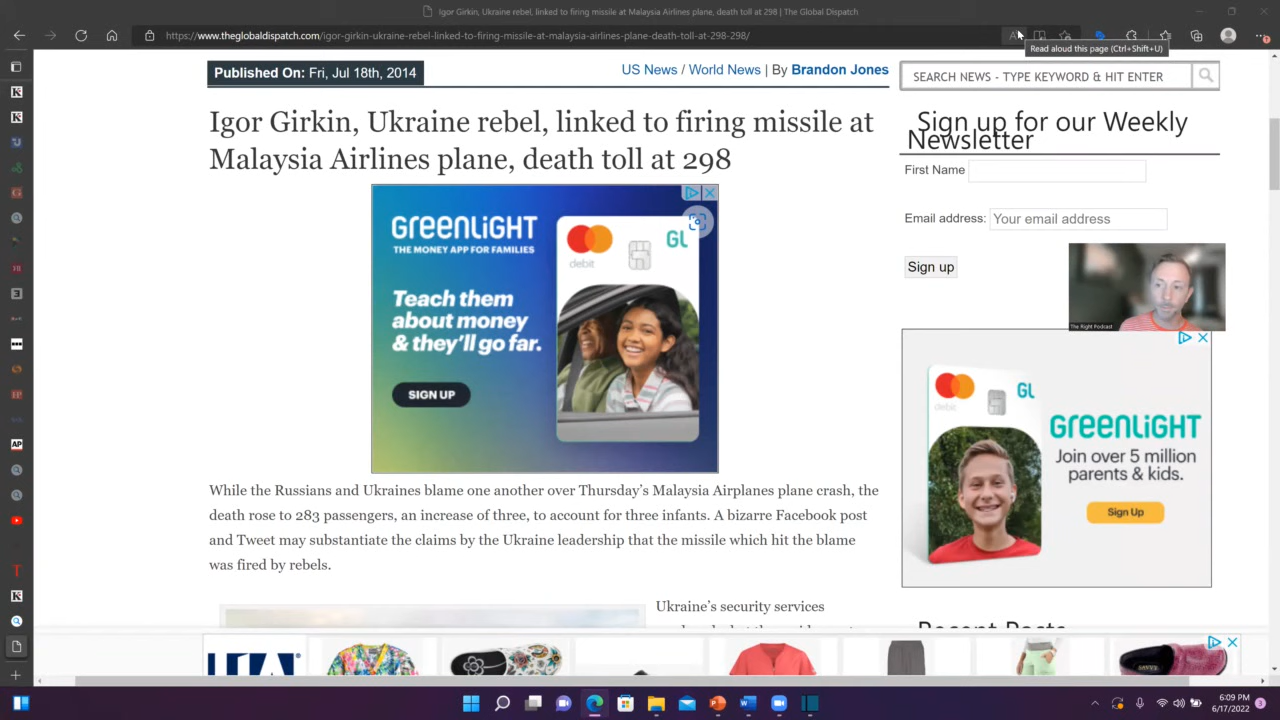 Igor Girkin, Ukraine rebel, linked to firing missile at Malaysia Airlines plane, death toll at 298 | The Global Dispatch
https://www.theglobaldispatch.com/igor-girkin-ukraine-rebel-linked-to-firing-missile-at-malaysia-airlines-plane-death-toll-at-298-298/
Read aloud this page (Ctrl+Shift+U)
Published On: Fri, Jul 18th, 2014
US News / World News | By Brandon Jones
SEARCH NEWS - TYPE KEYWORD & HIT ENTER
Igor Girkin, Ukraine rebel, linked to firing missile at
Malaysia Airlines plane, death toll at 298
Sign up for our Weekly
Newsletter
First Name
Email address: Your email address
Sign up
The Right Podcast
GREENLiGHT
THE MONEY APP FOR FAMILIES
Teach them
about money
& they'll go far.
SIGN UP
debit
GL
debit
GL
GREENLiGHT
Join over 5 million
parents & kids.
Sign Up
While the Russians and Ukraines blame one another over Thursday's Malaysia Airplanes plane crash, the
death rose to 283 passengers, an increase of three, to account for three infants. A bizarre Facebook post
and Tweet may substantiate the claims by the Ukraine leadership that the missile which hit the blame
was fired by rebels.
Ukraine's security services
Recent Posts
AP
6:09 PM
6/17/2022